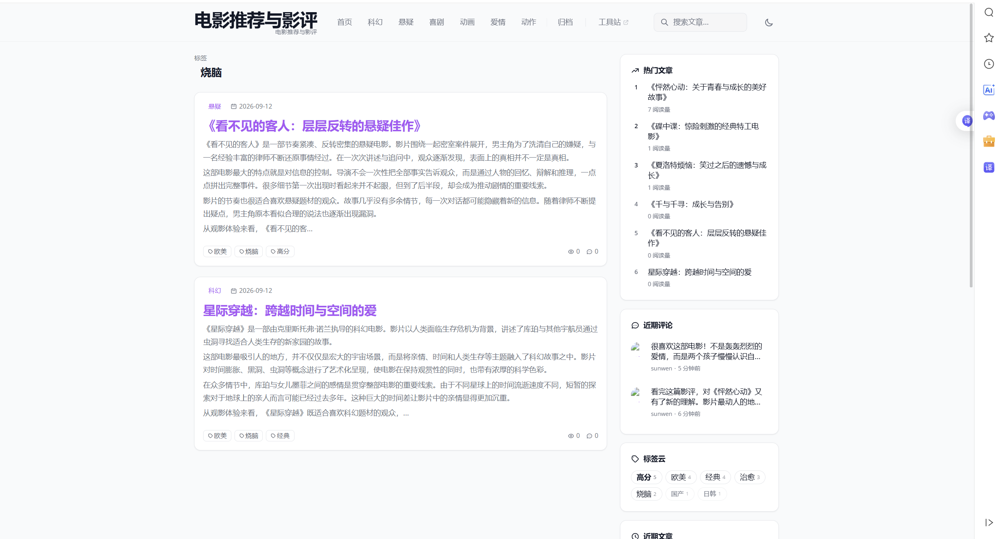 电影推荐与影评
电影推荐与影评
首页 科幻 悬疑 喜剧 动画 爱情 动作 归档 工具站
搜索文章...
标签
烧脑
悬疑 2026-09-12
《看不见的客人：层层反转的悬疑佳作》
《看不见的客人》是一部节奏紧凑、反转密集的悬疑电影。影片围绕一起密室案件展开，男主角为了洗清自己的嫌疑，与
一名经验丰富的律师不断还原事情经过。在一次次讲述与追问中，观众逐渐发现，表面上的真相并不一定是真相。
这部电影最大的特点就是对信息的控制。导演不会一次性把全部事实告诉观众，而是通过人物的回忆、辩解和推理，一点
点拼出完整事件。很多细节第一次出现时看起来并不起眼，但到了后半段，却会成为推动剧情的重要线索。
影片的节奏也很适合喜欢悬疑题材的观众。故事几乎没有多余情节，每一次对话都可能隐藏着新的信息。随着律师不断提
出疑点，男主角原本看似合理的说法也逐渐出现漏洞。
从观影体验来看，《看不见的客...
欧美 烧脑 高分 0 0
科幻 2026-09-12
星际穿越：跨越时间与空间的爱
《星际穿越》是一部由克里斯托弗·诺兰执导的科幻电影。影片以人类面临生存危机为背景，讲述了库珀与其他宇航员通过
虫洞寻找适合人类生存的新家园的故事。
这部电影最吸引人的地方，并不仅仅是宏大的宇宙场景，而是将亲情、时间和人类生存等主题融入了科幻故事之中。影片
对时间膨胀、黑洞、虫洞等概念进行了艺术化呈现，使电影在保持观赏性的同时，也带有浓厚的科学色彩。
在众多情节中，库珀与女儿墨菲之间的感情是贯穿整部电影的重要线索。由于不同星球上的时间流逝速度不同，短暂的探
索对于地球上的亲人而言可能已经过去多年。这种巨大的时间差让影片中的亲情显得更加沉重。
从观影体验来看，《星际穿越》既适合喜欢科幻题材的观众，...
欧美 烧脑 经典 0 0
热门文章
1 《怦然心动：关于青春与成长的美好
故事》
7 阅读量
2 《碟中谍：惊险刺激的经典特工电
影》
1 阅读量
3 《夏洛特烦恼：笑过之后的遗憾与成
长》
1 阅读量
4 《千与千寻：成长与告别》
0 阅读量
5 《看不见的客人：层层反转的悬疑佳
作》
0 阅读量
6 星际穿越：跨越时间与空间的爱
0 阅读量
近期评论
很喜欢这部电影！不是轰轰烈烈的
爱情，而是两个孩子慢慢认识自...
sunwen · 5 分钟前
看完这篇影评，对《怦然心动》又
有了新的理解。影片最动人的地...
sunwen · 6 分钟前
标签云
高分 5 欧美 4 经典 4 治愈 3
烧脑 2 国产 1 日韩 1
近期文章
AI
译
译